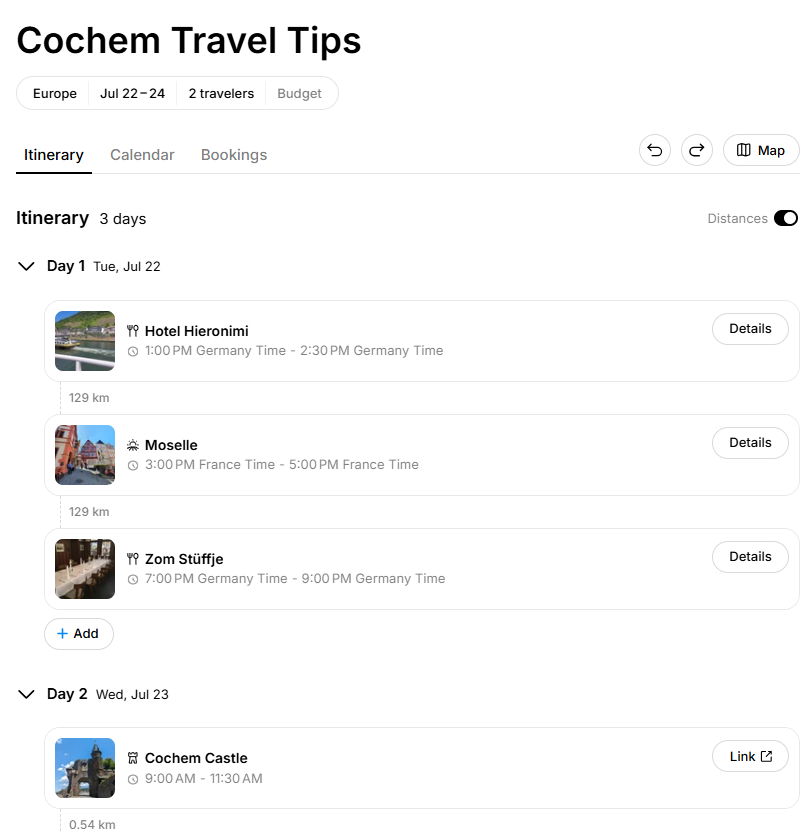 Cochem Travel Tips
Europe Jul 22 – 24 2 travelers Budget
Itinerary Calendar Bookings Map
Itinerary 3 days Distances
Day 1 Tue, Jul 22
Hotel Hieronimi Details
1:00 PM Germany Time - 2:30 PM Germany Time
129 km
Moselle Details
3:00 PM France Time - 5:00 PM France Time
129 km
Zom Stüffje Details
7:00 PM Germany Time - 9:00 PM Germany Time
+ Add
Day 2 Wed, Jul 23
Cochem Castle Link
9:00 AM - 11:30 AM
0.54 km